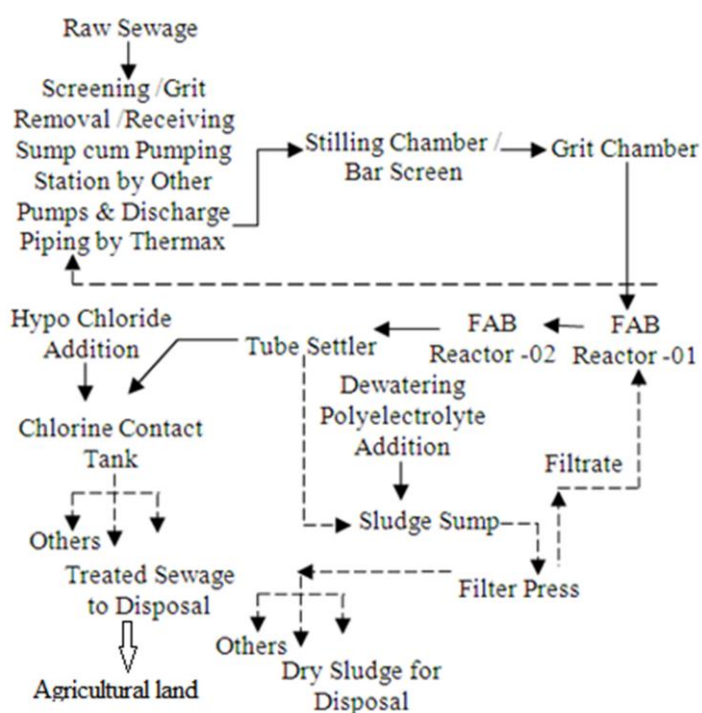 Raw Sewage
Screening /Grit
Removal /Receiving
Sump cum Pumping
Station by Other
Pumps & Discharge
Piping by Thermax
Stilling Chamber /
Bar Screen
Grit Chamber
Hypo Chloride
Addition
Tube Settler
FAB
Reactor -02
FAB
Reactor -01
Dewatering
Polyelectrolyte
Addition
Chlorine Contact
Tank
Filtrate
Sludge Sump
Others
Treated Sewage
to Disposal
Filter Press
Others
Dry Sludge for
Disposal
Agricultural land